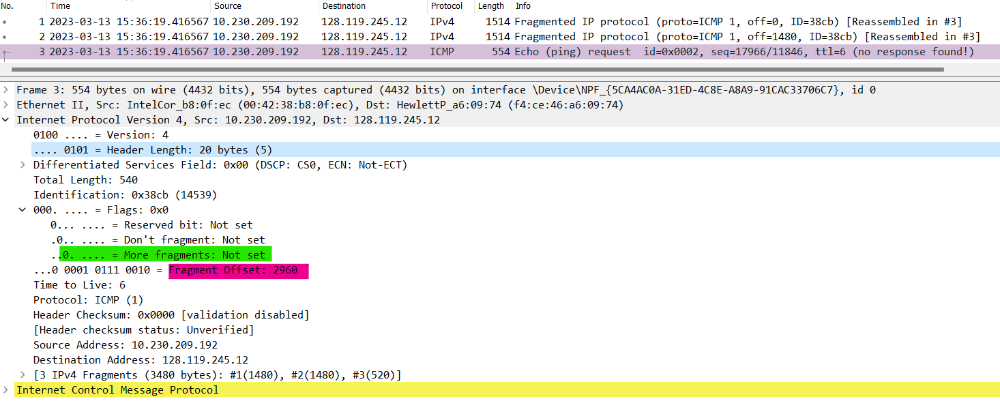 No. Time Source Destination Protocol Length Info
1 2023-03-13 15:36:19.416567 10.230.209.192 128.119.245.12 IPv4 1514 Fragmented IP protocol (proto=ICMP 1, off=0, ID=38cb) [Reassembled in #3]
2 2023-03-13 15:36:19.416567 10.230.209.192 128.119.245.12 IPv4 1514 Fragmented IP protocol (proto=ICMP 1, off=1480, ID=38cb) [Reassembled in #3]
3 2023-03-13 15:36:19.416567 10.230.209.192 128.119.245.12 ICMP 554 Echo (ping) request id=0x0002, seq=17966/11846, ttl=6 (no response found!)
Frame 3: 554 bytes on wire (4432 bits), 554 bytes captured (4432 bits) on interface \Device\NPF_{5CA4AC0A-31ED-4C8E-A8A9-91CAC33706C7}, id 0
Ethernet II, Src: IntelCor_b8:0f:ec (00:42:38:b8:0f:ec), Dst: HewlettP_a6:09:74 (f4:ce:46:a6:09:74)
Internet Protocol Version 4, Src: 10.230.209.192, Dst: 128.119.245.12
0100 .... = Version: 4
.... 0101 = Header Length: 20 bytes (5)
Differentiated Services Field: 0x00 (DSCP: CS0, ECN: Not-ECT)
Total Length: 540
Identification: 0x38cb (14539)
000. .... = Flags: 0x0
0... .... = Reserved bit: Not set
.0.. .... = Don't fragment: Not set
..0. .... = More fragments: Not set
...0 0001 0111 0010 = Fragment Offset: 2960
Time to Live: 6
Protocol: ICMP (1)
Header Checksum: 0x0000 [validation disabled]
[Header checksum status: Unverified]
Source Address: 10.230.209.192
Destination Address: 128.119.245.12
[3 IPv4 Fragments (3480 bytes): #1(1480), #2(1480), #3(520)]
Internet Control Message Protocol